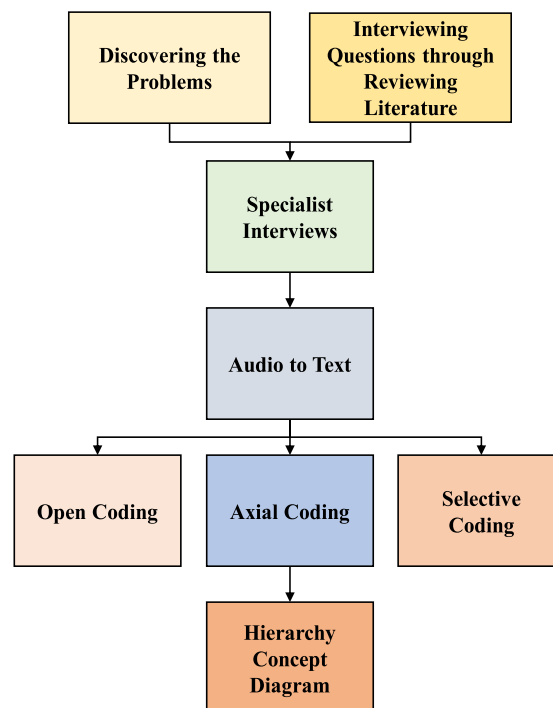 Discovering the
Problems
Interviewing
Questions through
Reviewing
Literature
Specialist
Interviews
Audio to Text
Open Coding
Axial Coding
Selective
Coding
Hierarchy
Concept
Diagram